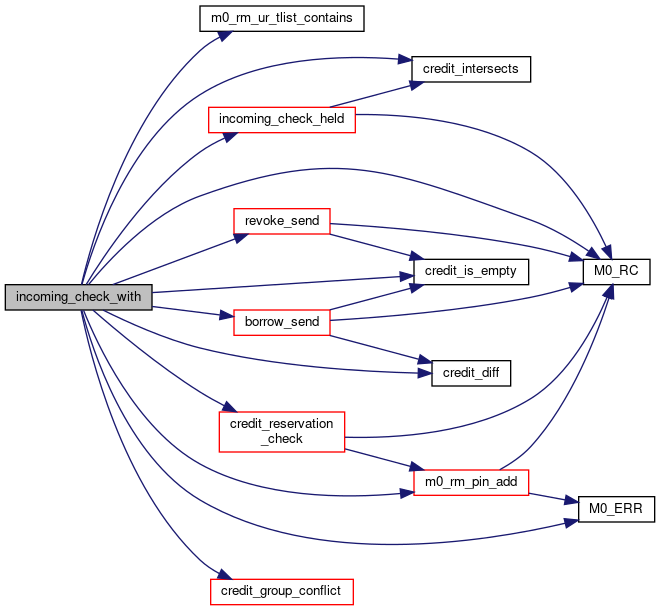 m0_rm_ur_tlist_contains
credit_intersects
incoming_check_held
revoke_send
credit_is_empty
M0_RC
incoming_check_with
borrow_send
credit_diff
credit_reservation
_check
m0_rm_pin_add
M0_ERR
credit_group_conflict